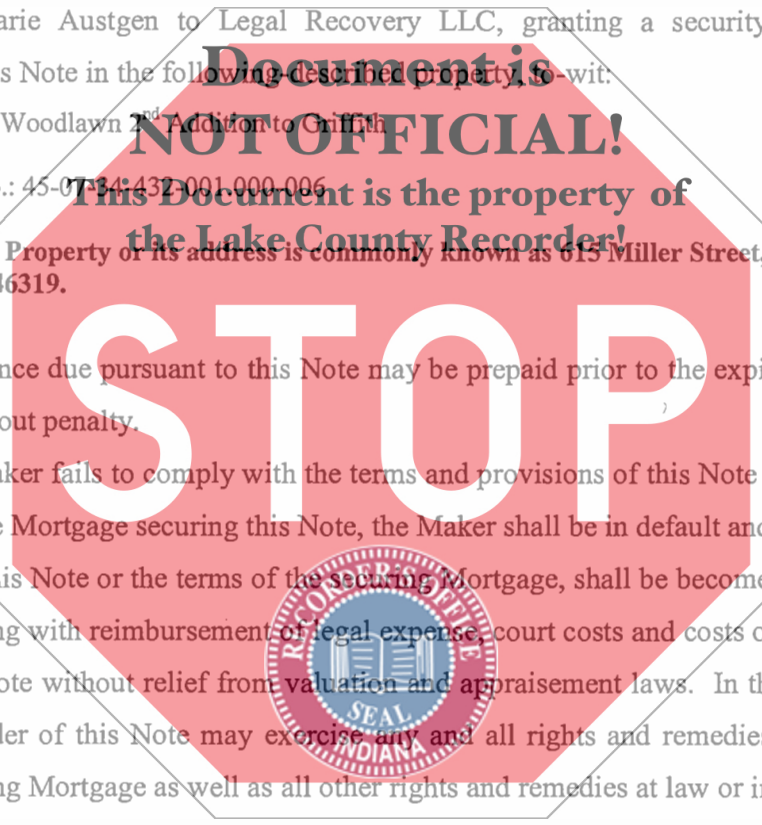 arie Austgen to Legal Recovery LLC, granting a security
Document is
s Note in the following-described property, to-wit:
NOT OFFICIAL!
Woodlawn 2nd Addition to Griffith
This Document is the property of
.: 45-07-34-432-001.000-006
the Lake County Recorder!
Property or its address is commonly known as 615 Miller Street,
46319.
STOP
nce due pursuant to this Note may be prepaid prior to the expi
out penalty.
ker fails to comply with the terms and provisions of this Note
e Mortgage securing this Note, the Maker shall be in default and
is Note or the terms of the securing Mortgage, shall be become
RECORDER'S OFFICE
ng with reimbursement of legal expense, court costs and costs o
ote without relief from valuation and appraisement laws. In th
SEAL
ler of this Note may exercise any and all rights and remedies
INDIANA
ng Mortgage as well as all other rights and remedies at law or in